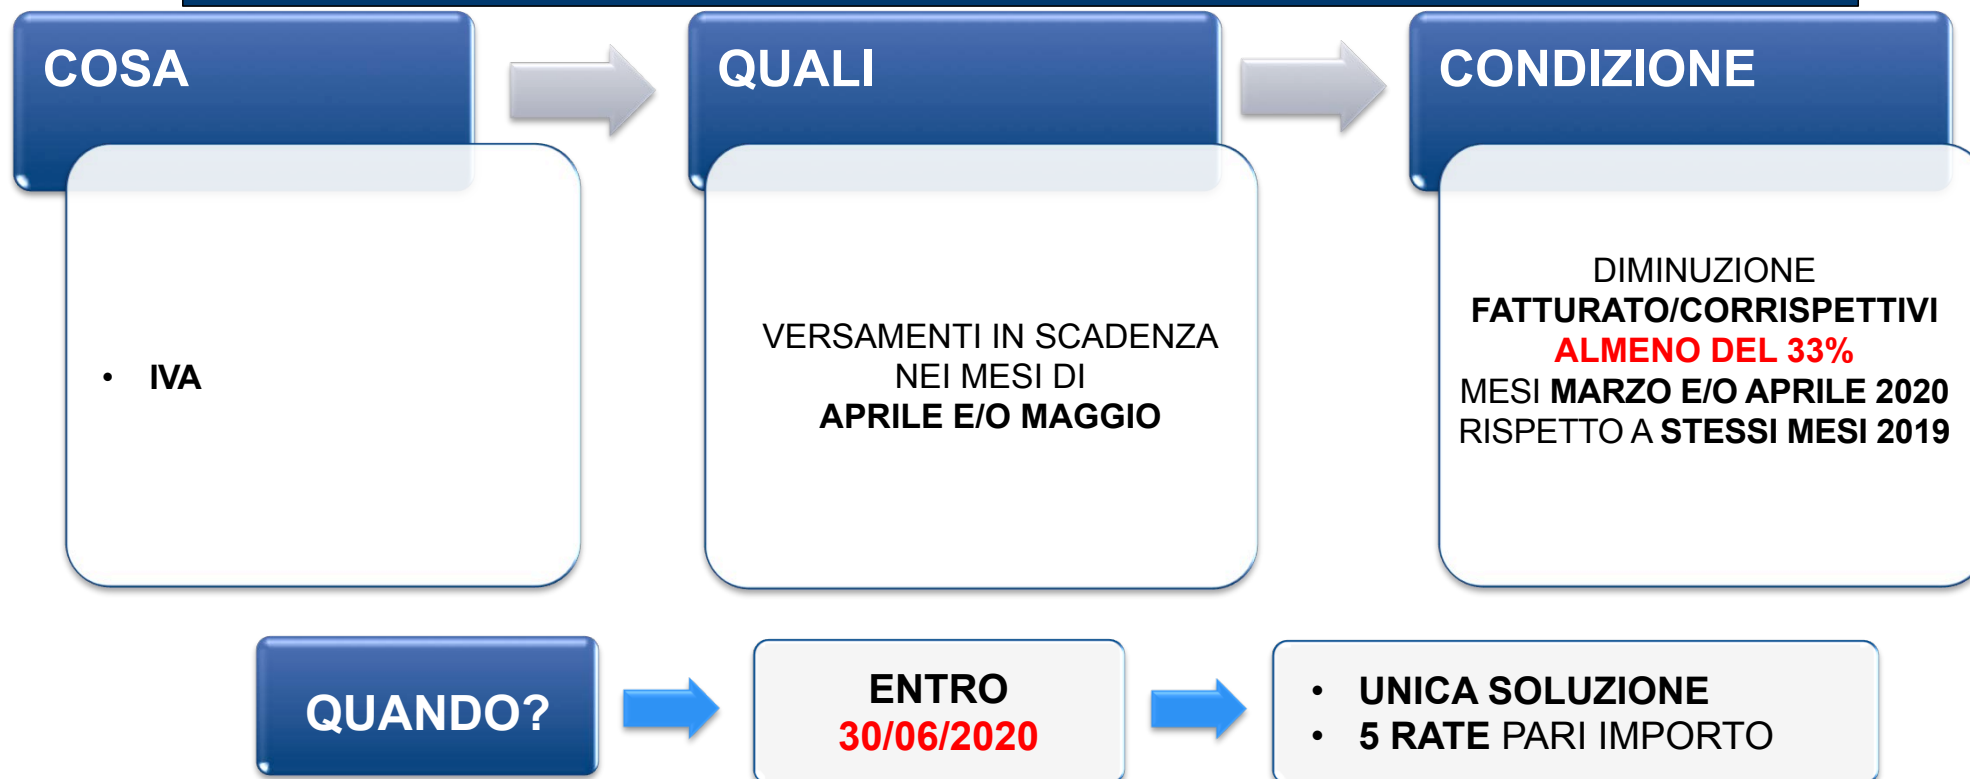 COSA
QUALI
CONDIZIONE
• IVA
VERSAMENTI IN SCADENZA
NEI MESI DI
APRILE E/O MAGGIO
DIMINUZIONE
FATTURATO/CORRISPETTIVI
ALMENO DEL 33%
MESI MARZO E/O APRILE 2020
RISPETTO A STESSI MESI 2019
QUANDO?
ENTRO
30/06/2020
• UNICA SOLUZIONE
• 5 RATE PARI IMPORTO